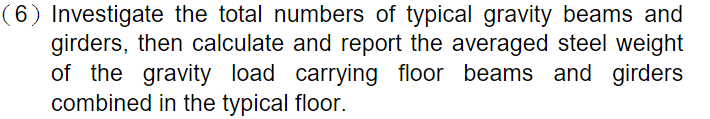 （6）Investigate the total numbers of typical gravity beams and
girders, then calculate and report the averaged steel weight
of the gravity load carrying floor beams and girders
combined in the typical floor.